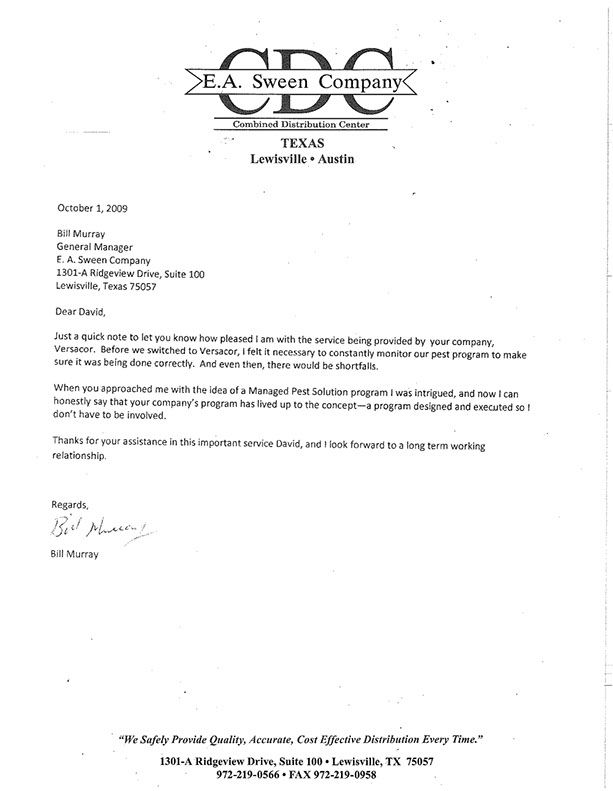 CDC
E.A. Sween Company
Combined Distribution Center
TEXAS
Lewisville • Austin
October 1, 2009
Bill Murray
General Manager
E. A. Sween Company
1301-A Ridgeview Drive, Suite 100
Lewisville, Texas 75057
Dear David,
Just a quick note to let you know how pleased I am with the service being provided by your company,
Versacor. Before we switched to Versacor, I felt it necessary to constantly monitor our pest program to make
sure it was being done correctly. And even then, there would be shortfalls.
When you approached me with the idea of a Managed Pest Solution program I was intrigued, and now I can
honestly say that your company's program has lived up to the concept—a program designed and executed so I
don't have to be involved.
Thanks for your assistance in this important service David, and I look forward to a long term working
relationship.
Regards,
Bill Murray
Bill Murray
"We Safely Provide Quality, Accurate, Cost Effective Distribution Every Time."
1301-A Ridgeview Drive, Suite 100 • Lewisville, TX 75057
972-219-0566 • FAX 972-219-0958